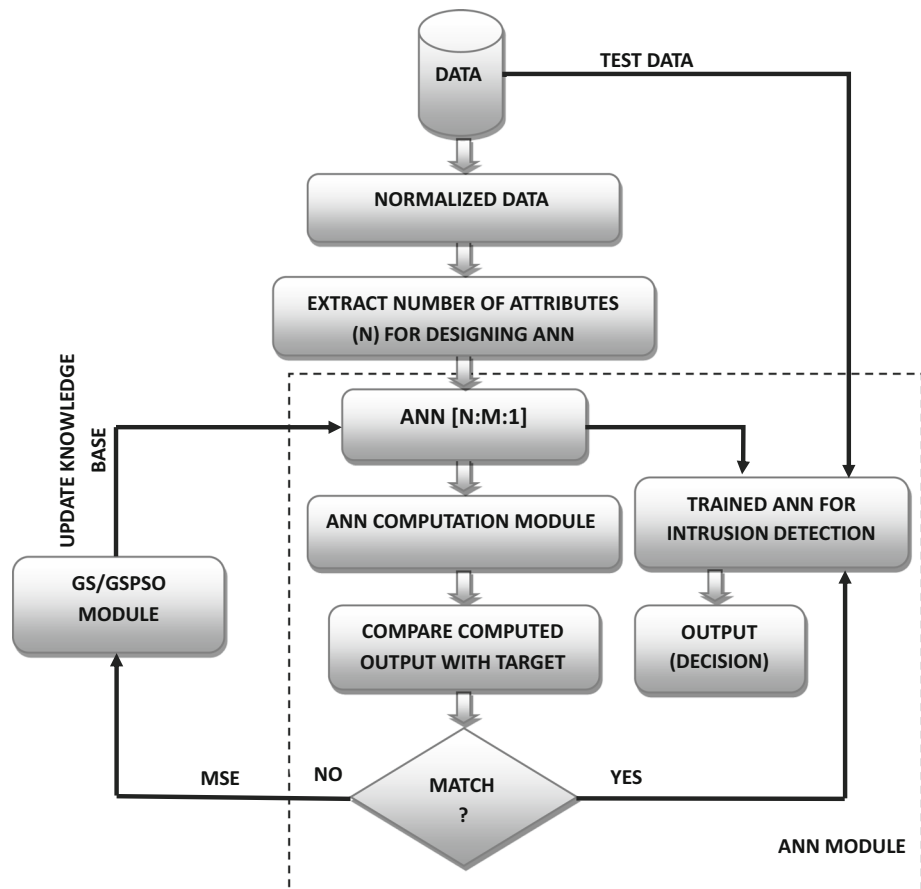 DATA
TEST DATA
NORMALIZED DATA
EXTRACT NUMBER OF ATTRIBUTES
(N) FOR DESIGNING ANN
UPDATE KNOWLEDGE
BASE
ANN [N:M:1]
ANN COMPUTATION MODULE
TRAINED ANN FOR
INTRUSION DETECTION
GS/GSPSO
MODULE
COMPARE COMPUTED
OUTPUT WITH TARGET
OUTPUT
(DECISION)
MSE
NO
MATCH
?
YES
ANN MODULE